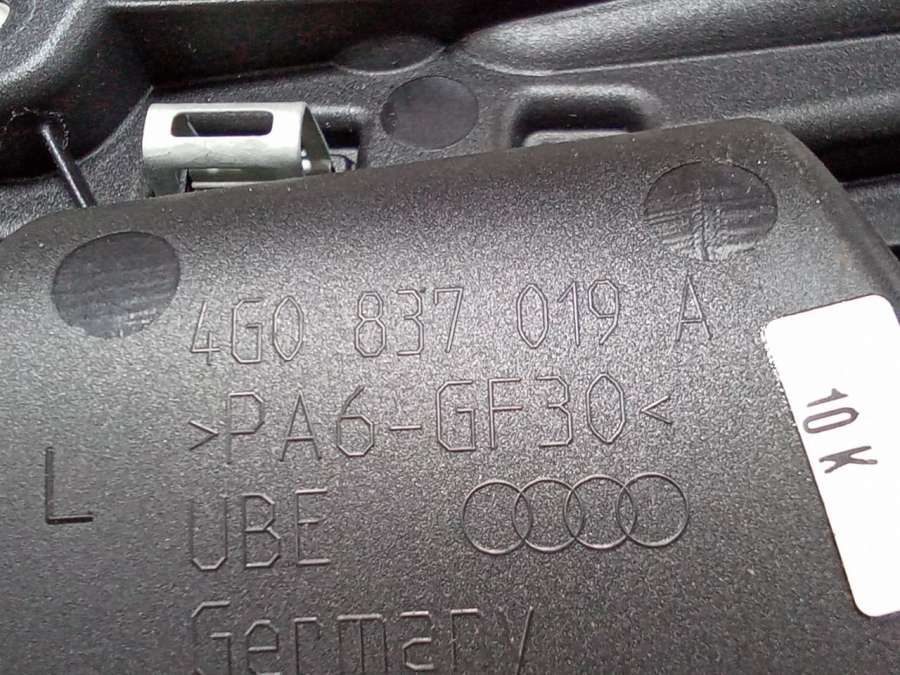 4G0 837 019 A
>PA6-GF30<
L
UBE
Germany
10 K